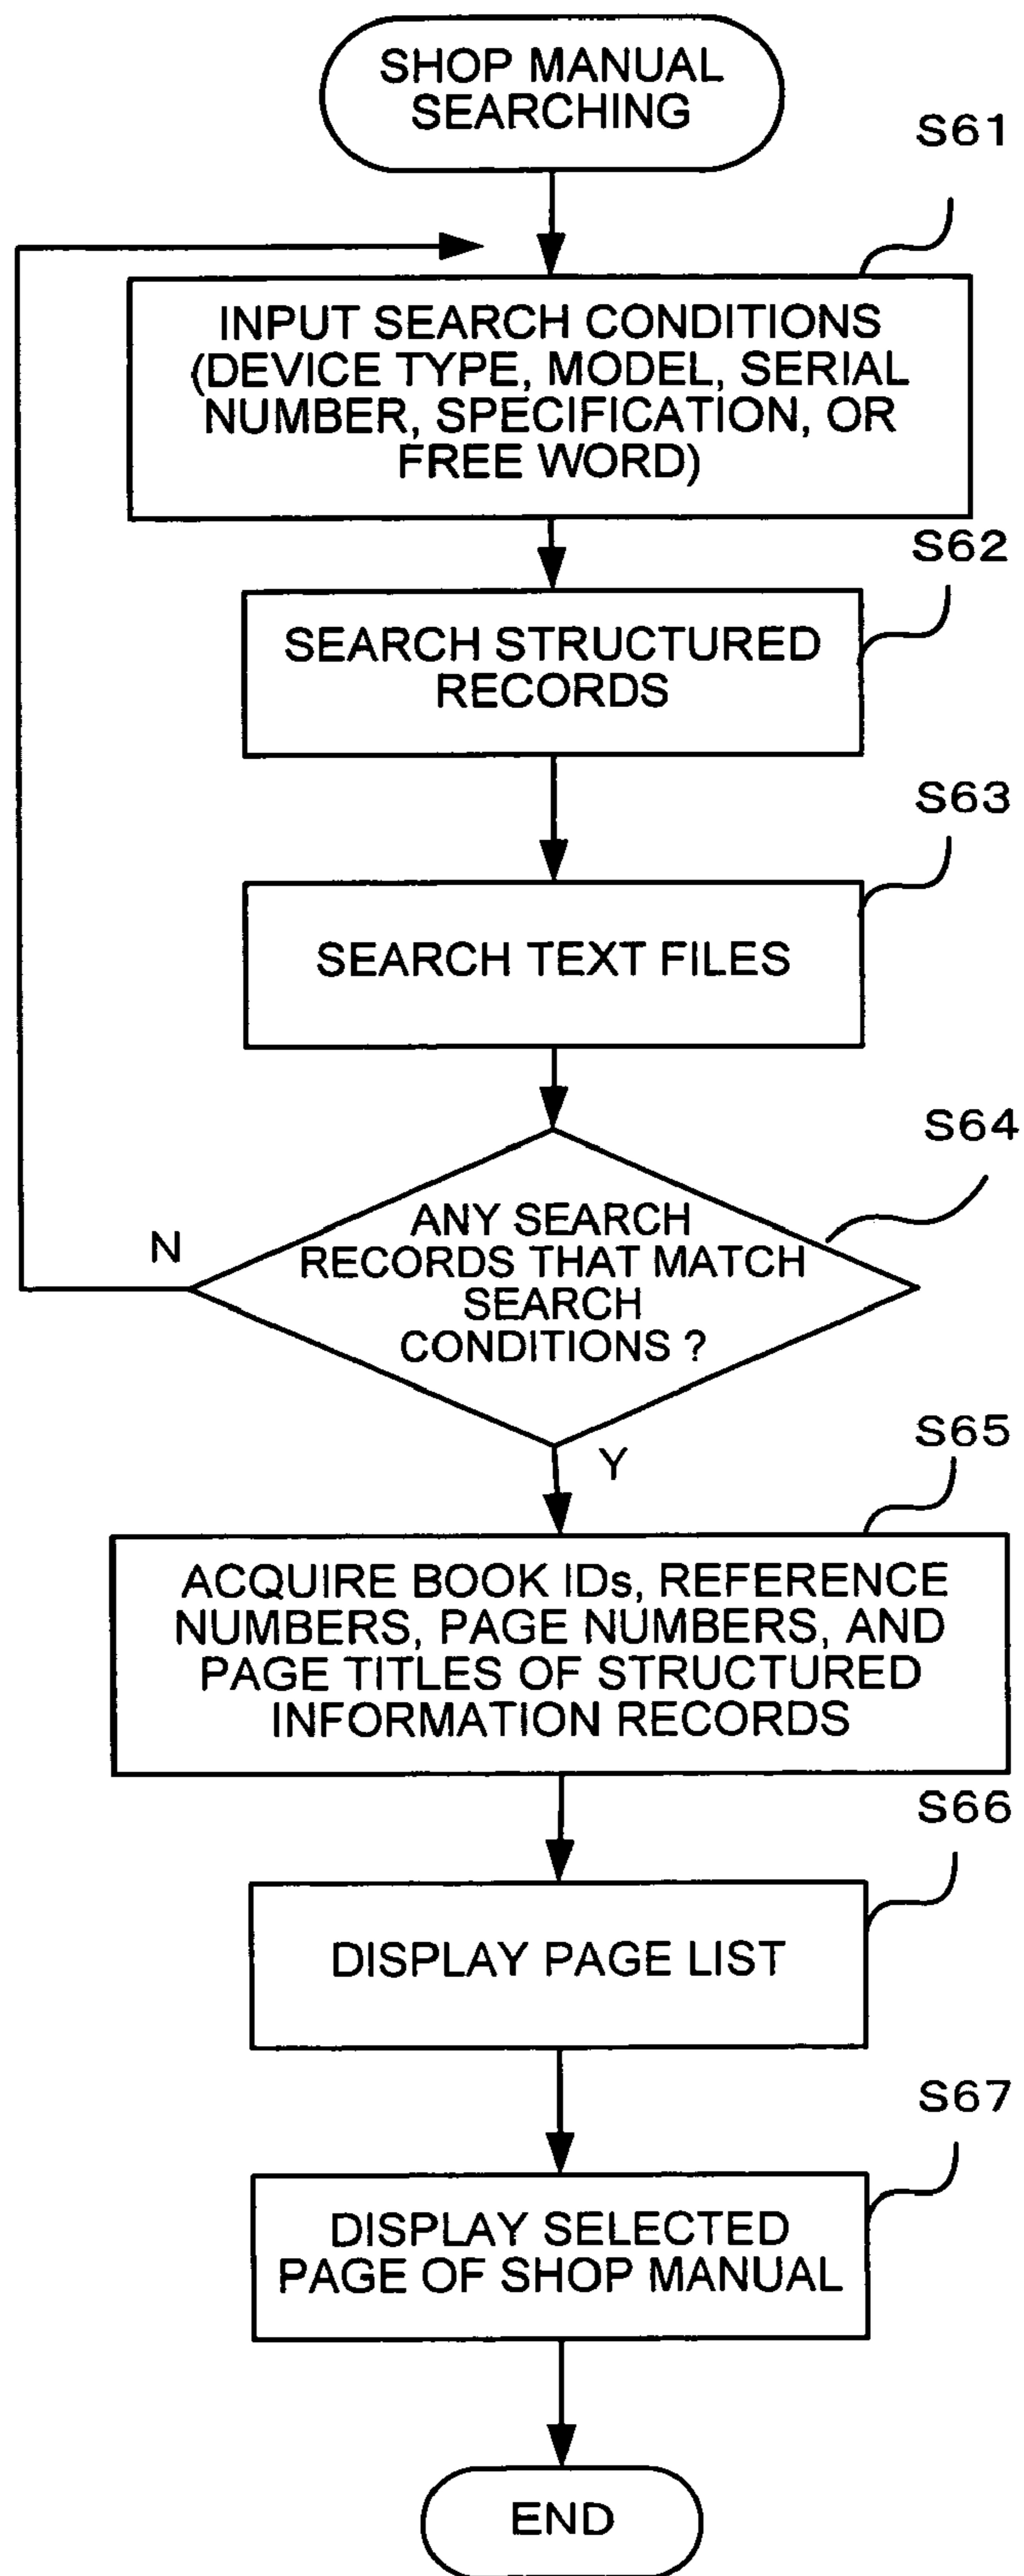 SHOP MANUAL
SEARCHING
S61
INPUT SEARCH CONDITIONS
(DEVICE TYPE, MODEL, SERIAL
NUMBER, SPECIFICATION, OR
FREE WORD)
S62
SEARCH STRUCTURED
RECORDS
S63
SEARCH TEXT FILES
S64
ANY SEARCH
RECORDS THAT MATCH
SEARCH
CONDITIONS ?
N
Y
S65
ACQUIRE BOOK IDs, REFERENCE
NUMBERS, PAGE NUMBERS, AND
PAGE TITLES OF STRUCTURED
INFORMATION RECORDS
S66
DISPLAY PAGE LIST
S67
DISPLAY SELECTED
PAGE OF SHOP MANUAL
END